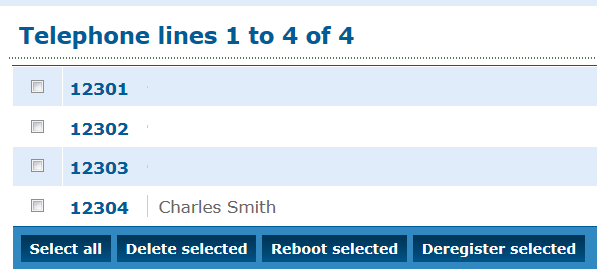 Telephone lines 1 to 4 of 4
12301
12302
12303
12304 Charles Smith
Select all Delete selected Reboot selected Deregister selected